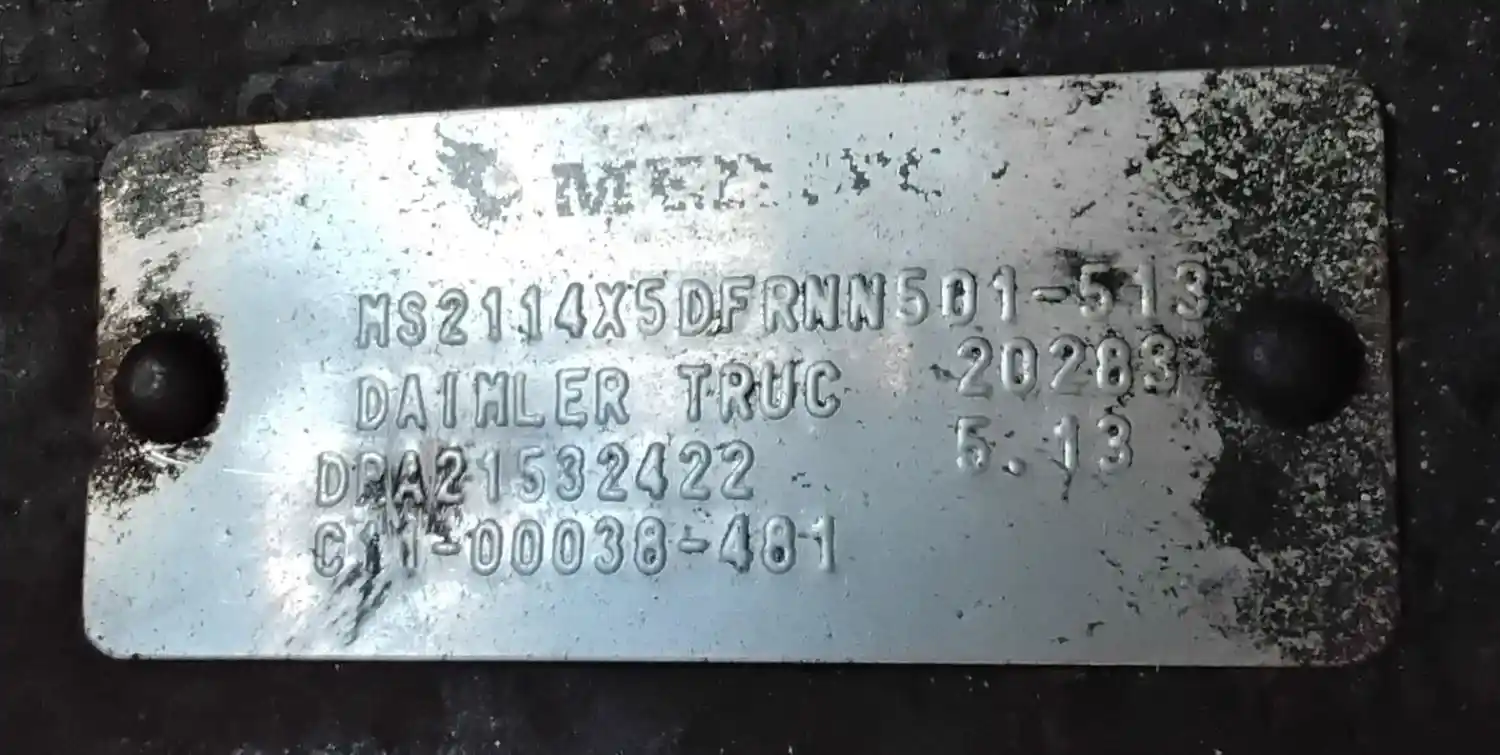 MS2114X5DFRNN501-513
DAIMLER TRUC 20283
DRA21532422 5.13
C11-00038-481